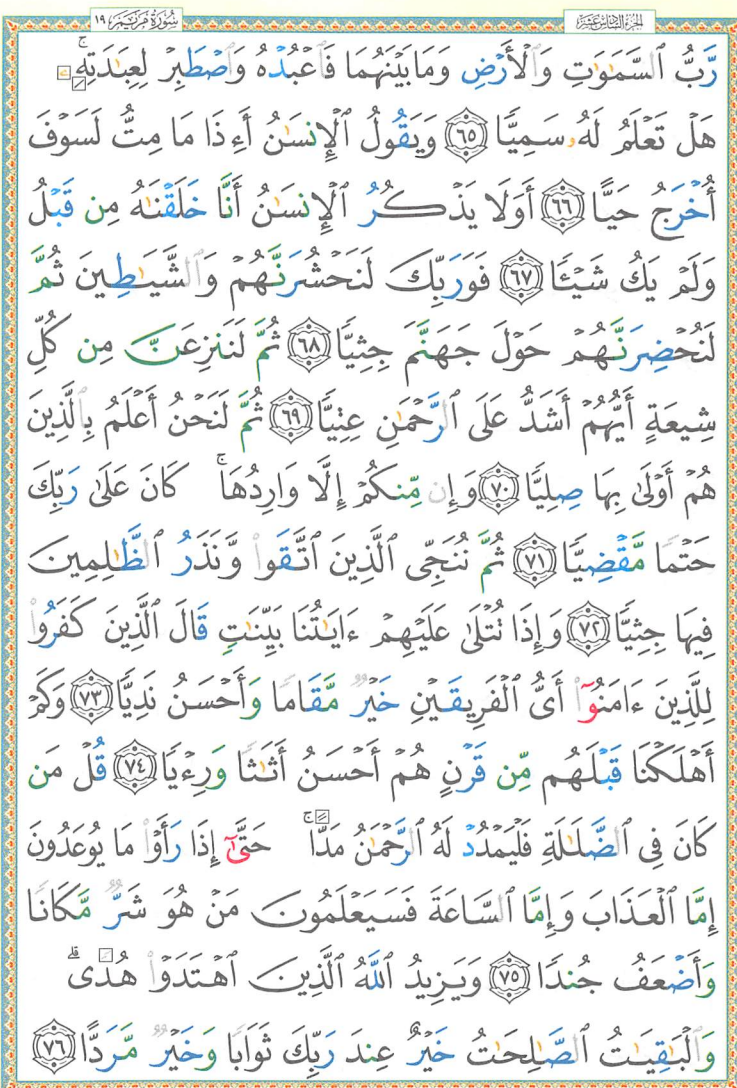 سُورَةُ مَرْيَم ١٩
الجزء السادس عشر
رَّبُّ ٱلسَّمَٰوَٰتِ وَٱلْأَرْضِ وَمَا بَيْنَهُمَا فَٱعْبُدْهُ وَٱصْطَبِرْ لِعِبَٰدَتِهِۦۚ
هَلْ تَعْلَمُ لَهُۥ سَمِيًّا ٦٥ وَيَقُولُ ٱلْإِنسَٰنُ أَءِذَا مَا مِتُّ لَسَوْفَ
أُخْرَجُ حَيًّا ٦٦ أَوَلَا يَذْكُرُ ٱلْإِنسَٰنُ أَنَّا خَلَقْنَٰهُ مِن قَبْلُ
وَلَمْ يَكُ شَيْـًٔا ٦٧ فَوَرَبِّكَ لَنَحْشُرَنَّهُمْ وَٱلشَّيَٰطِينَ ثُمَّ
لَنُحْضِرَنَّهُمْ حَوْلَ جَهَنَّمَ جِثِيًّا ٦٨ ثُمَّ لَنَنزِعَنَّ مِن كُلِّ
شِيعَةٍ أَيُّهُمْ أَشَدُّ عَلَى ٱلرَّحْمَٰنِ عِتِيًّا ٦٩ ثُمَّ لَنَحْنُ أَعْلَمُ بِٱلَّذِينَ
هُمْ أَوْلَىٰ بِهَا صِلِيًّا ٧٠ وَإِن مِّنكُمْ إِلَّا وَارِدُهَاۚ كَانَ عَلَىٰ رَبِّكَ
حَتْمًا مَّقْضِيًّا ٧١ ثُمَّ نُنَجِّى ٱلَّذِينَ ٱتَّقَوا۟ وَّنَذَرُ ٱلظَّٰلِمِينَ
فِيهَا جِثِيًّا ٧٢ وَإِذَا تُتْلَىٰ عَلَيْهِمْ ءَايَٰتُنَا بَيِّنَٰتٍ قَالَ ٱلَّذِينَ كَفَرُوا۟
لِلَّذِينَ ءَامَنُوٓا۟ أَىُّ ٱلْفَرِيقَيْنِ خَيْرٌ مَّقَامًا وَأَحْسَنُ نَدِيًّا ٧٣ وَكَمْ
أَهْلَكْنَا قَبْلَهُم مِّن قَرْنٍ هُمْ أَحْسَنُ أَثَٰثًا وَرِءْيًا ٧٤ قُلْ مَن
كَانَ فِى ٱلضَّلَٰلَةِ فَلْيَمْدُدْ لَهُ ٱلرَّحْمَٰنُ مَدًّاۚ حَتَّىٰٓ إِذَا رَأَوْا۟ مَا يُوعَدُونَ
إِمَّا ٱلْعَذَابَ وَإِمَّا ٱلسَّاعَةَ فَسَيَعْلَمُونَ مَنْ هُوَ شَرٌّ مَّكَانًا
وَأَضْعَفُ جُندًا ٧٥ وَيَزِيدُ ٱللَّهُ ٱلَّذِينَ ٱهْتَدَوْا۟ هُدًىۗ
وَٱلْبَٰقِيَٰتُ ٱلصَّٰلِحَٰتُ خَيْرٌ عِندَ رَبِّكَ ثَوَابًا وَخَيْرٌ مَّرَدًّا ٧٦